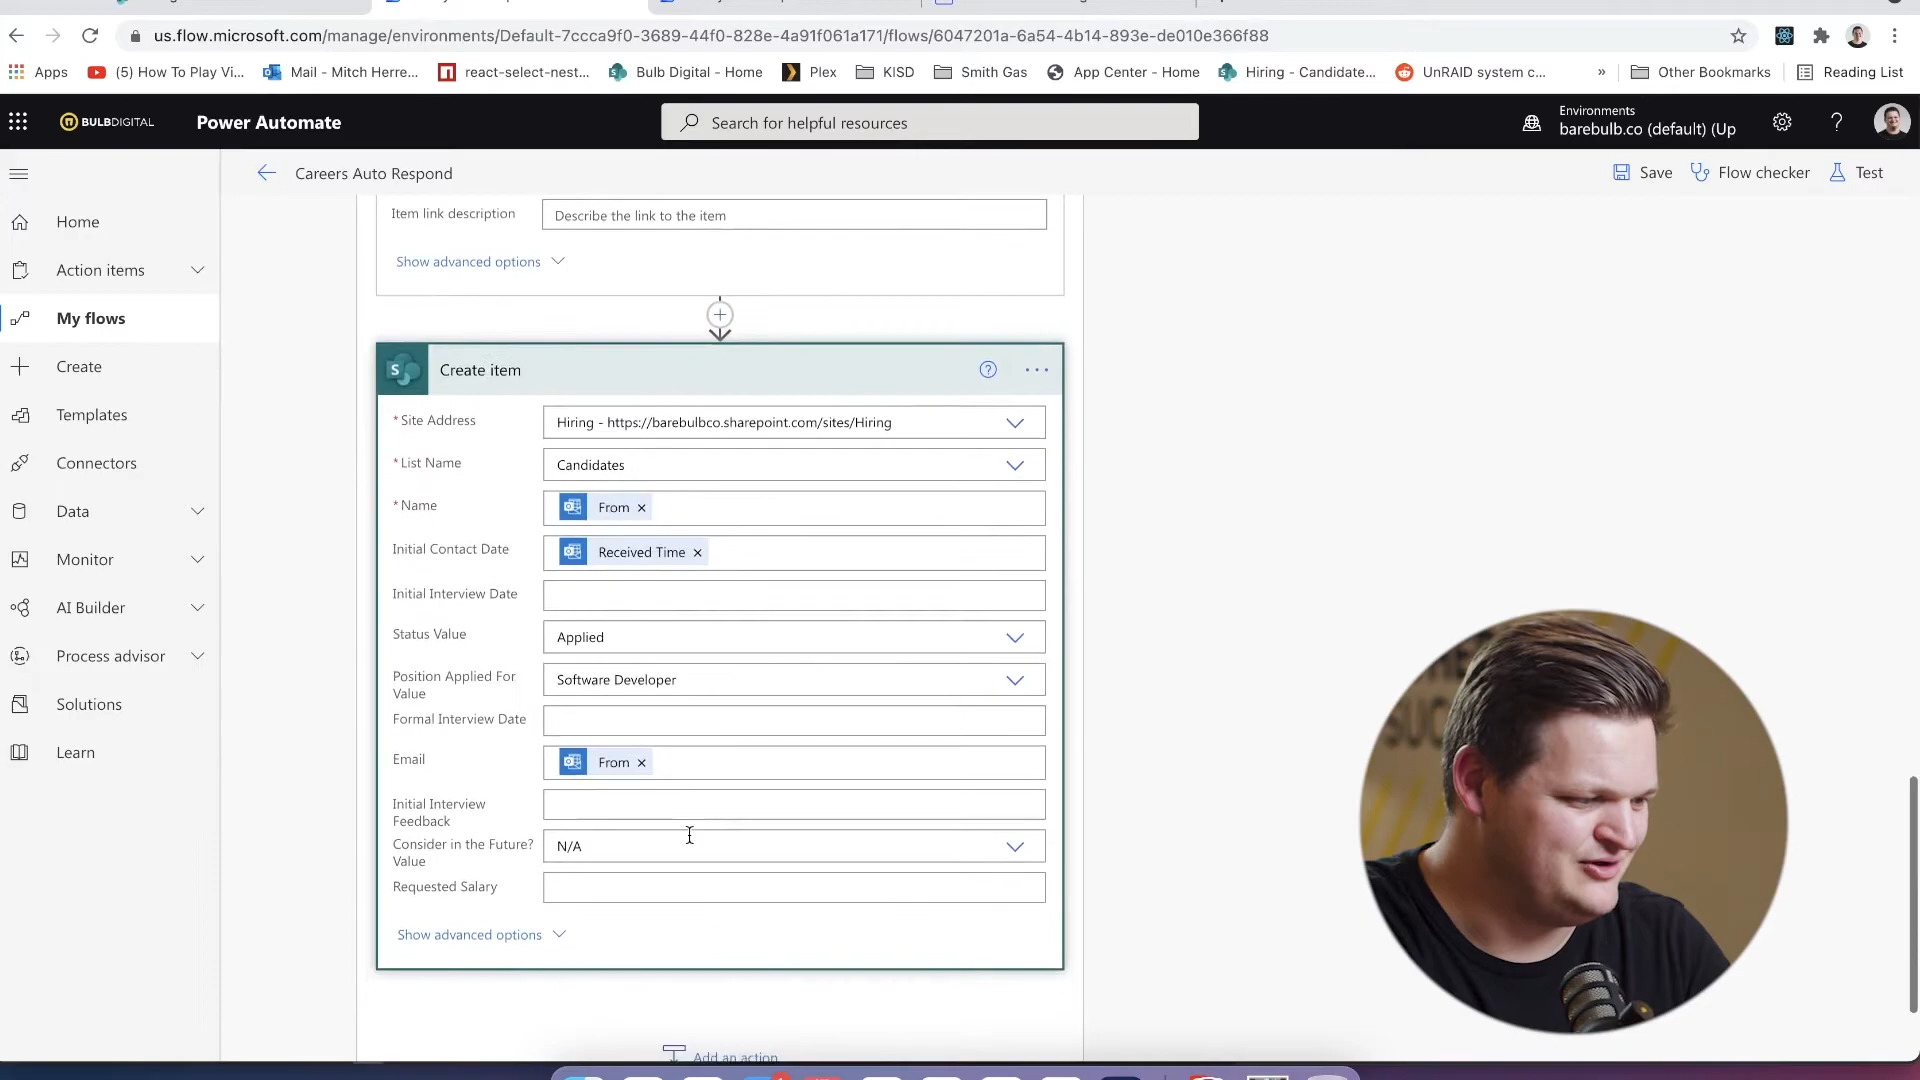 us.flow.microsoft.com/manage/environments/Default-7ccca9f0-3689-44f0-828e-4a91f061a171/flows/6047201a-6a54-4b14-893e-de010e366f88
Apps (5) How To Play Vi... Mail - Mitch Herre... react-select-nest... Bulb Digital - Home Plex KISD Smith Gas App Center - Home Hiring - Candidate... UnRAID system c... » Other Bookmarks Reading List
BULBDIGITAL Power Automate Search for helpful resources Environments
barebulb.co (default) (Up
Careers Auto Respond Save Flow checker Test
Home
Action items
My flows
Create
Templates
Connectors
Data
Monitor
AI Builder
Process advisor
Solutions
Learn
Item link description Describe the link to the item
Show advanced options
S Create item
* Site Address Hiring - https://barebulbco.sharepoint.com/sites/Hiring
* List Name Candidates
* Name From ×
Initial Contact Date Received Time ×
Initial Interview Date
Status Value Applied
Position Applied For
Value Software Developer
Formal Interview Date
Email From ×
Initial Interview
Feedback
Consider in the Future?
Value N/A
Requested Salary
Show advanced options
Add an action